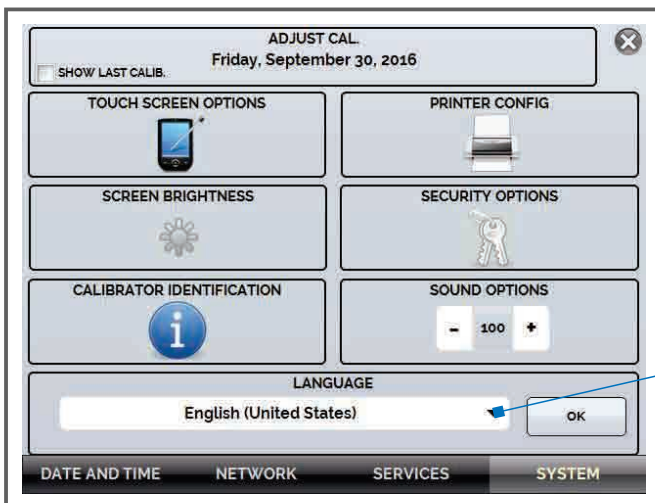 ADJUST CAL.
Friday, September 30, 2016
SHOW LAST CALIB.
TOUCH SCREEN OPTIONS
PRINTER CONFIG
SCREEN BRIGHTNESS
SECURITY OPTIONS
CALIBRATOR IDENTIFICATION
SOUND OPTIONS
i
- 100 +
LANGUAGE
English (United States)
OK
DATE AND TIME NETWORK SERVICES SYSTEM